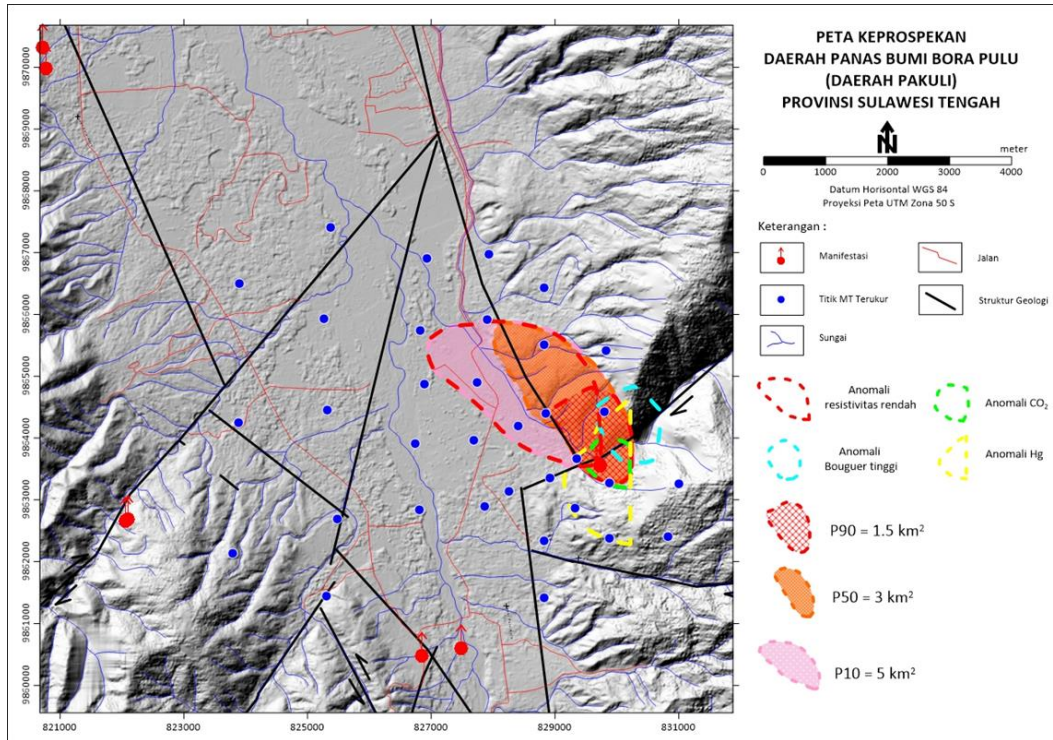 PETA KEPROSPEKAN
DAERAH PANAS BUMI BORA PULU
(DAERAH PAKULI)
PROVINSI SULAWESI TENGAH
N
meter
0 1000 2000 3000 4000
Datum Horisontal WGS 84
Proyeksi Peta UTM Zona 50 S
Keterangan :
Manifestasi
Jalan
Titik MT Terukur
Struktur Geologi
Sungai
Anomali
resistivitas rendah
Anomali CO₂
Anomali
Bouguer tinggi
Anomali Hg
P90 = 1.5 km²
P50 = 3 km²
P10 = 5 km²
9870000
9869000
9868000
9867000
9866000
9865000
9864000
9863000
9862000
9861000
9860000
821000 823000 825000 827000 829000 831000